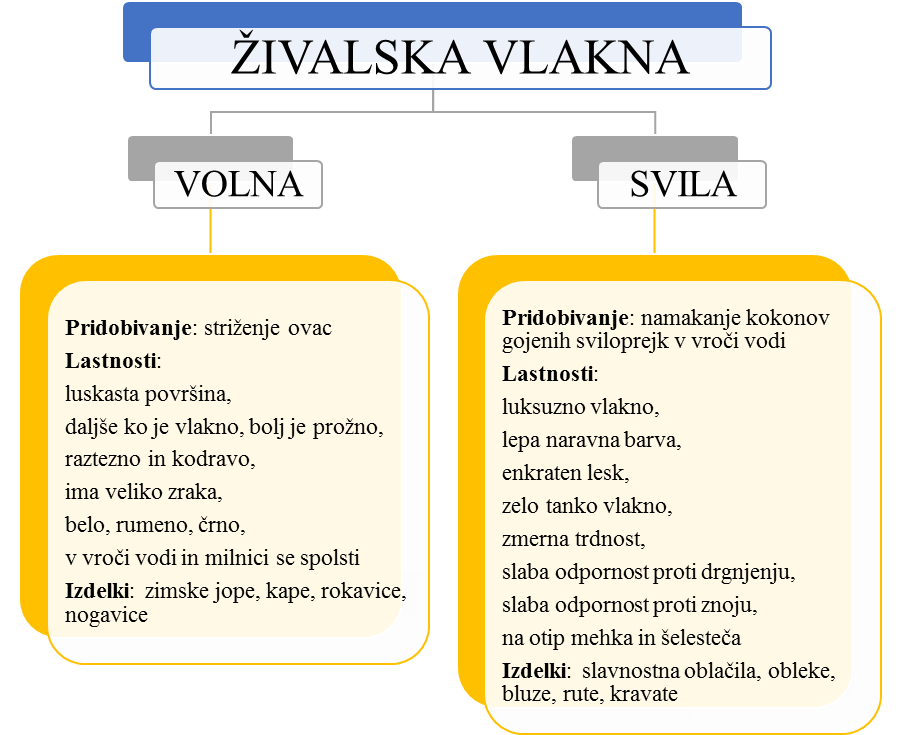 ŽIVALSKA VLAKNA
VOLNA
Pridobivanje: striženje ovac
Lastnosti:
luskasta površina,
daljše ko je vlakno, bolj je prožno,
raztezno in kodravo,
ima veliko zraka,
belo, rumeno, črno,
v vroči vodi in milnici se spolsti
Izdelki: zimske jope, kape, rokavice,
nogavice
SVILA
Pridobivanje: namakanje kokonov
gojenih sviloprejk v vroči vodi
Lastnosti:
luksuzno vlakno,
lepa naravna barva,
enkraten lesk,
zelo tanko vlakno,
zmerna trdnost,
slaba odpornost proti drgnjenju,
slaba odpornost proti znoju,
na otip mehka in šelesteča
Izdelki: slavnostna oblačila, obleke,
bluze, rute, kravate